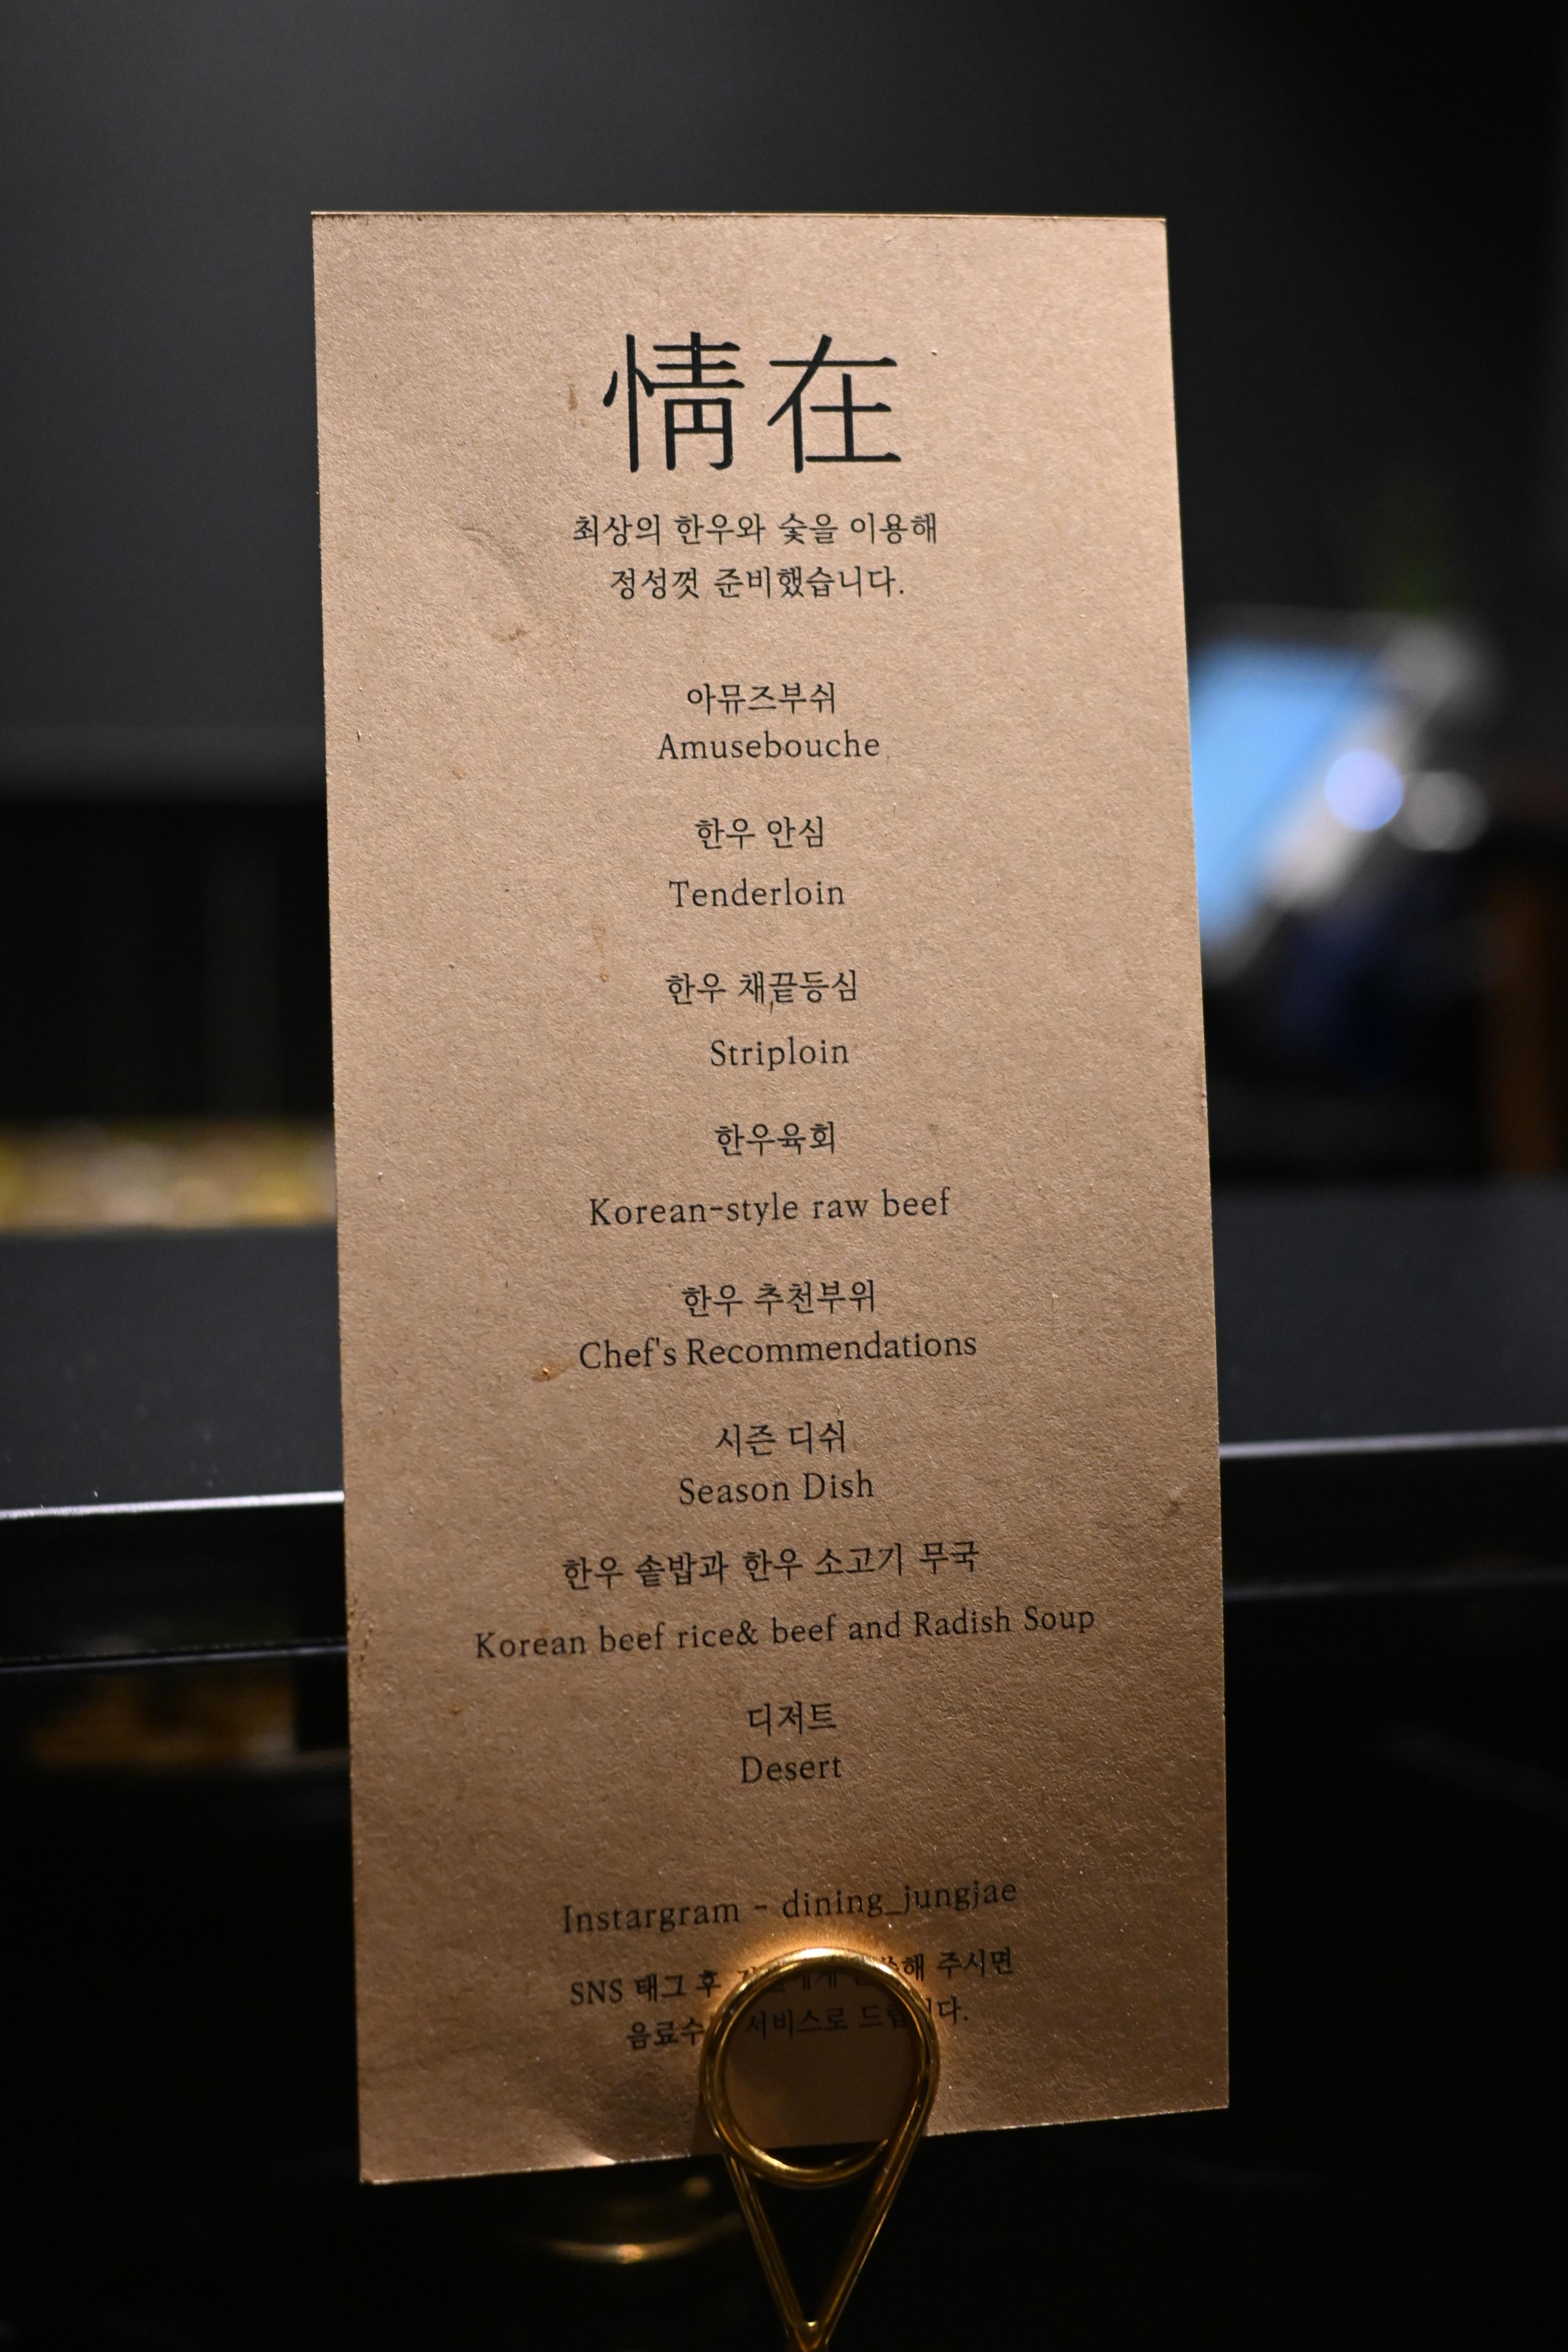 情在
최상의 한우와 숯을 이용해
정성껏 준비했습니다.
아뮤즈부쉬
Amusebouche
한우 안심
Tenderloin
한우 채끝등심
Striploin
한우육회
Korean-style raw beef
한우 추천부위
Chef's Recommendations
시즌 디쉬
Season Dish
한우 솥밥과 한우 소고기 무국
Korean beef rice& beef and Radish Soup
디저트
Desert
Instargram - dining_jungjae
SNS 태그 후 주시면
서비스로